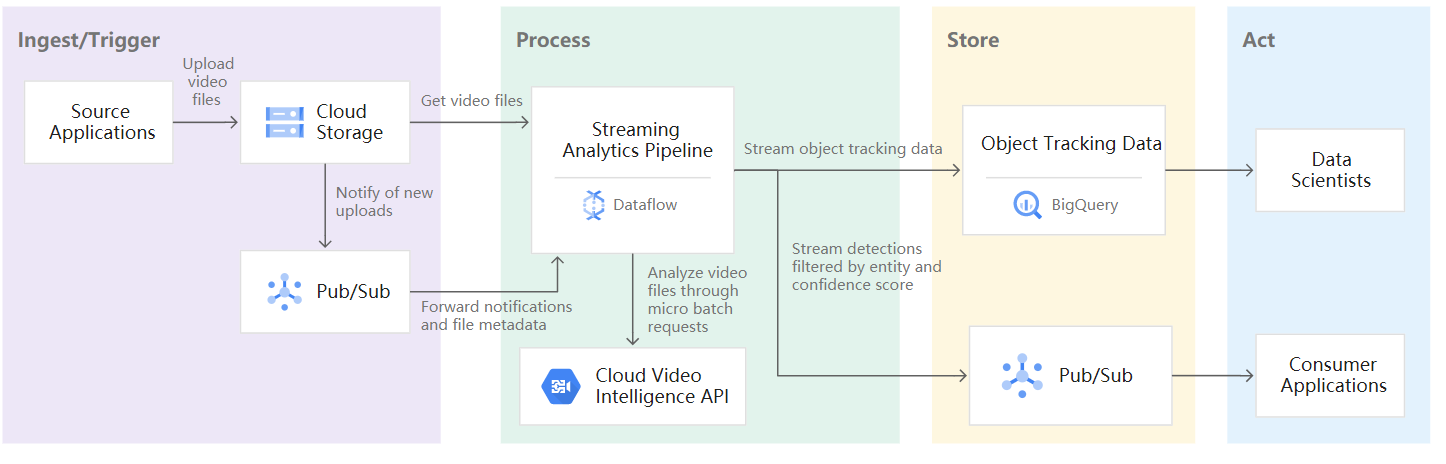 Ingest/Trigger
Source
Applications
Upload
video
files
Cloud
Storage
Notify of new
uploads
Pub/Sub
Get video files
Forward notifications
and file metadata
Process
Streaming
Analytics Pipeline
Dataflow
Analyze video
files through
micro batch
requests
Cloud Video
Intelligence API
Stream object tracking data
Stream detections
filtered by entity and
confidence score
Store
Object Tracking Data
BigQuery
Pub/Sub
Act
Data
Scientists
Consumer
Applications